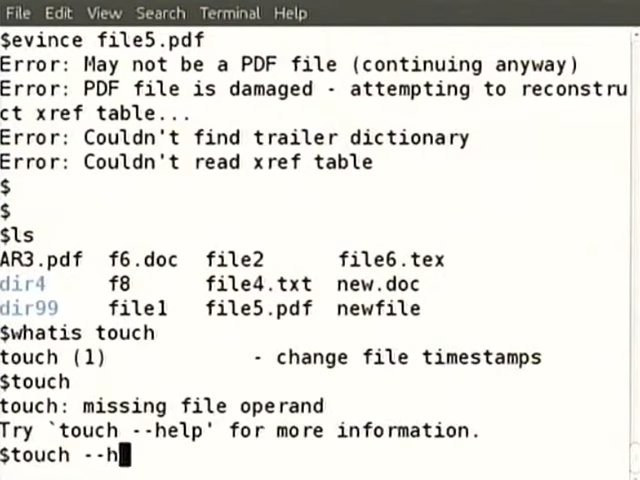 File Edit View Search Terminal Help
$evince file5.pdf
Error: May not be a PDF file (continuing anyway)
Error: PDF file is damaged - attempting to reconstru
ct xref table...
Error: Couldn't find trailer dictionary
Error: Couldn't read xref table
$
$
$ls
AR3.pdf f6.doc file2 file6.tex
dir4 f8 file4.txt new.doc
dir99 file1 file5.pdf newfile
$whatis touch
touch (1) - change file timestamps
$touch
touch: missing file operand
Try `touch --help' for more information.
$touch --h